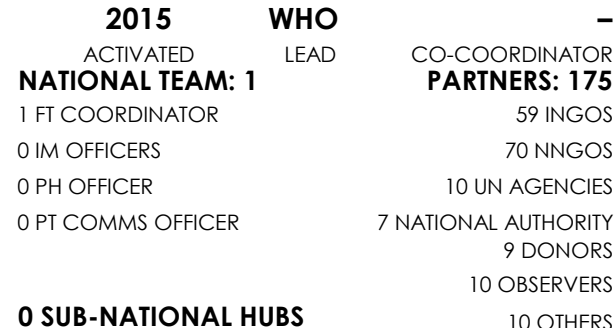 2015 WHO –
ACTIVATED LEAD CO-COORDINATOR
NATIONAL TEAM: 1 PARTNERS: 175
1 FT COORDINATOR 59 INGOS
0 IM OFFICERS 70 NNGOS
0 PH OFFICER 10 UN AGENCIES
0 PT COMMS OFFICER 7 NATIONAL AUTHORITY
9 DONORS
10 OBSERVERS
0 SUB-NATIONAL HUBS 10 OTHERS